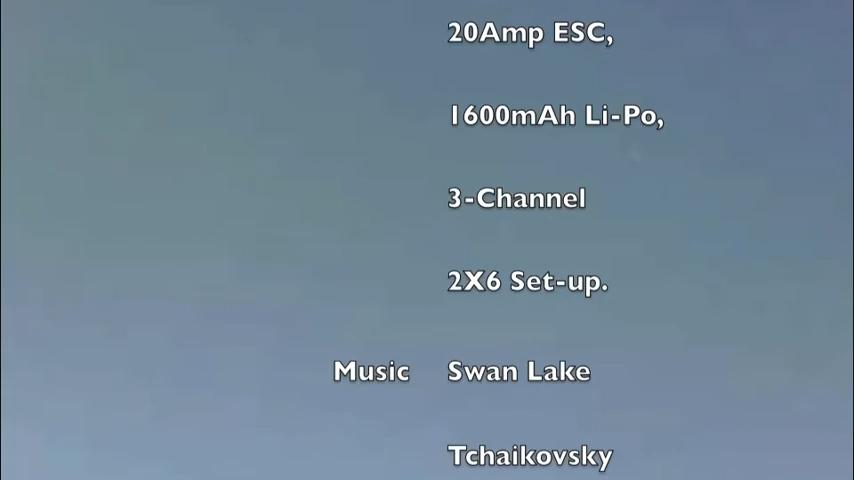 20Amp ESC,
1600mAh Li-Po,
3-Channel
2X6 Set-up.
Music Swan Lake
Tchaikovsky